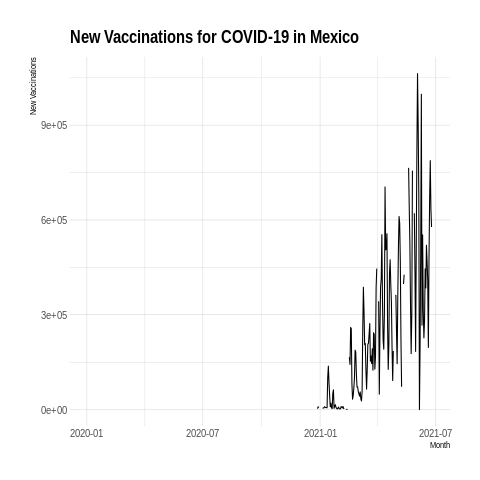 New Vaccinations for COVID-19 in Mexico
New Vaccinations
9e+05
6e+05
3e+05
0e+00
2020-01
2020-07
2021-01
2021-07
Month